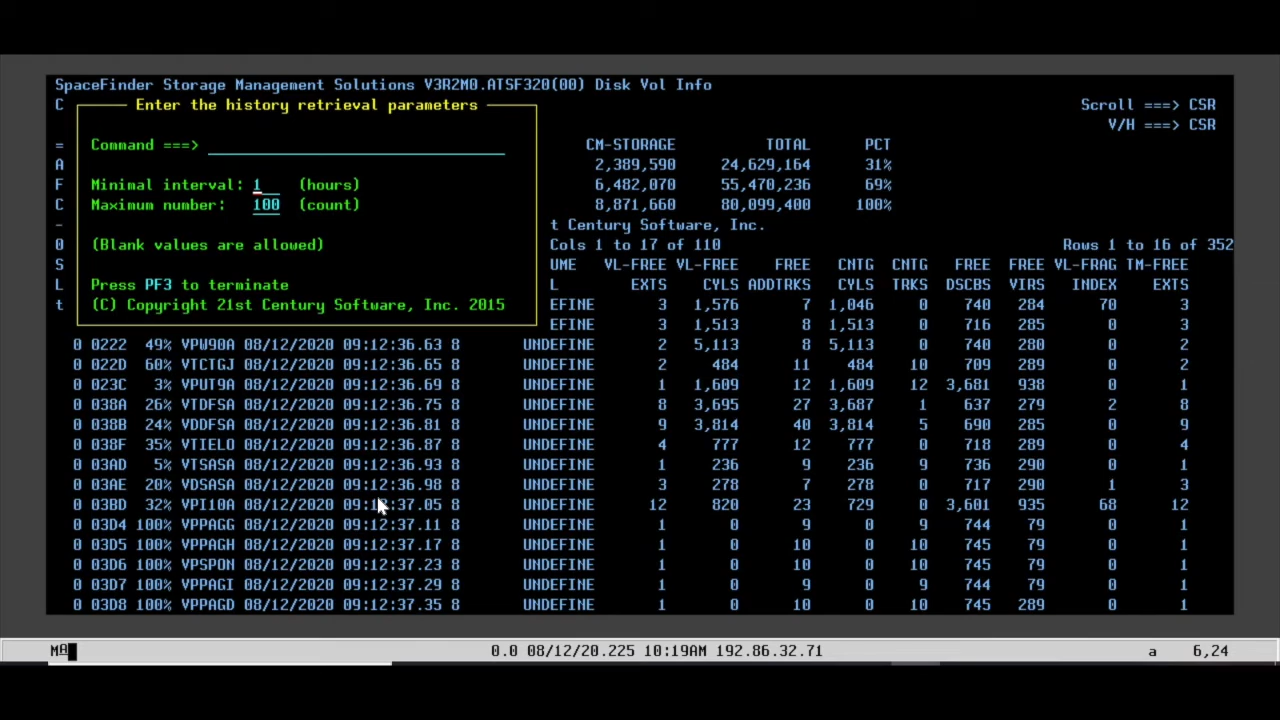 SpaceFinder Storage Management Solutions V3R2M0.ATSF320(00) Disk Vol Info
C ——— Enter the history retrieval parameters ——— Scroll ===> CSR
V/H ===> CSR
= Command ===> CM-STORAGE TOTAL PCT
A 2,389,590 24,629,164 31%
F Minimal interval: 1 (hours) 6,482,070 55,470,236 69%
C Maximum number: 100 (count) 8,871,660 80,099,400 100%
- t Century Software, Inc.
0 (Blank values are allowed) Cols 1 to 17 of 110 Rows 1 to 16 of 352
S UME VL-FREE VL-FREE FREE CNTG CNTG FREE FREE VL-FRAG TM-FREE
L Press PF3 to terminate L EXTS CYLS ADDTRKS CYLS TRKS DSCBS VIRS INDEX EXTS
t (C) Copyright 21st Century Software, Inc. 2015 EFINE 3 1,576 7 1,046 0 740 284 70 3
EFINE 3 1,513 8 1,513 0 716 285 0 3
0 0222 49% VPW90A 08/12/2020 09:12:36.63 8 UNDEFINE 2 5,113 8 5,113 0 740 280 0 2
0 022D 60% VTCTGJ 08/12/2020 09:12:36.65 8 UNDEFINE 2 484 11 484 10 709 289 0 2
0 023C 3% VPUT9A 08/12/2020 09:12:36.69 8 UNDEFINE 1 1,609 12 1,609 12 3,681 938 0 1
0 038A 26% VTDFSA 08/12/2020 09:12:36.75 8 UNDEFINE 8 3,695 27 3,687 1 637 279 2 8
0 038B 24% VDDFSA 08/12/2020 09:12:36.81 8 UNDEFINE 9 3,814 40 3,814 5 690 285 0 9
0 038F 35% VTIELO 08/12/2020 09:12:36.87 8 UNDEFINE 4 777 12 777 0 718 289 0 4
0 03AD 5% VTSASA 08/12/2020 09:12:36.93 8 UNDEFINE 1 236 9 236 9 736 290 0 1
0 03AE 20% VDSASA 08/12/2020 09:12:36.98 8 UNDEFINE 3 278 7 278 0 717 290 1 3
0 03BD 32% VPI10A 08/12/2020 09:12:37.05 8 UNDEFINE 12 820 23 729 0 3,601 935 68 12
0 03D4 100% VPPAGG 08/12/2020 09:12:37.11 8 UNDEFINE 1 0 9 0 9 744 79 0 1
0 03D5 100% VPPAGH 08/12/2020 09:12:37.17 8 UNDEFINE 1 0 10 0 10 745 79 0 1
0 03D6 100% VPSPON 08/12/2020 09:12:37.23 8 UNDEFINE 1 0 10 0 10 745 79 0 1
0 03D7 100% VPPAGI 08/12/2020 09:12:37.29 8 UNDEFINE 1 0 9 0 9 744 79 0 1
0 03D8 100% VPPAGD 08/12/2020 09:12:37.35 8 UNDEFINE 1 0 10 0 10 745 289 0 1
MA 0.0 08/12/20.225 10:19AM 192.86.32.71 a 6,24